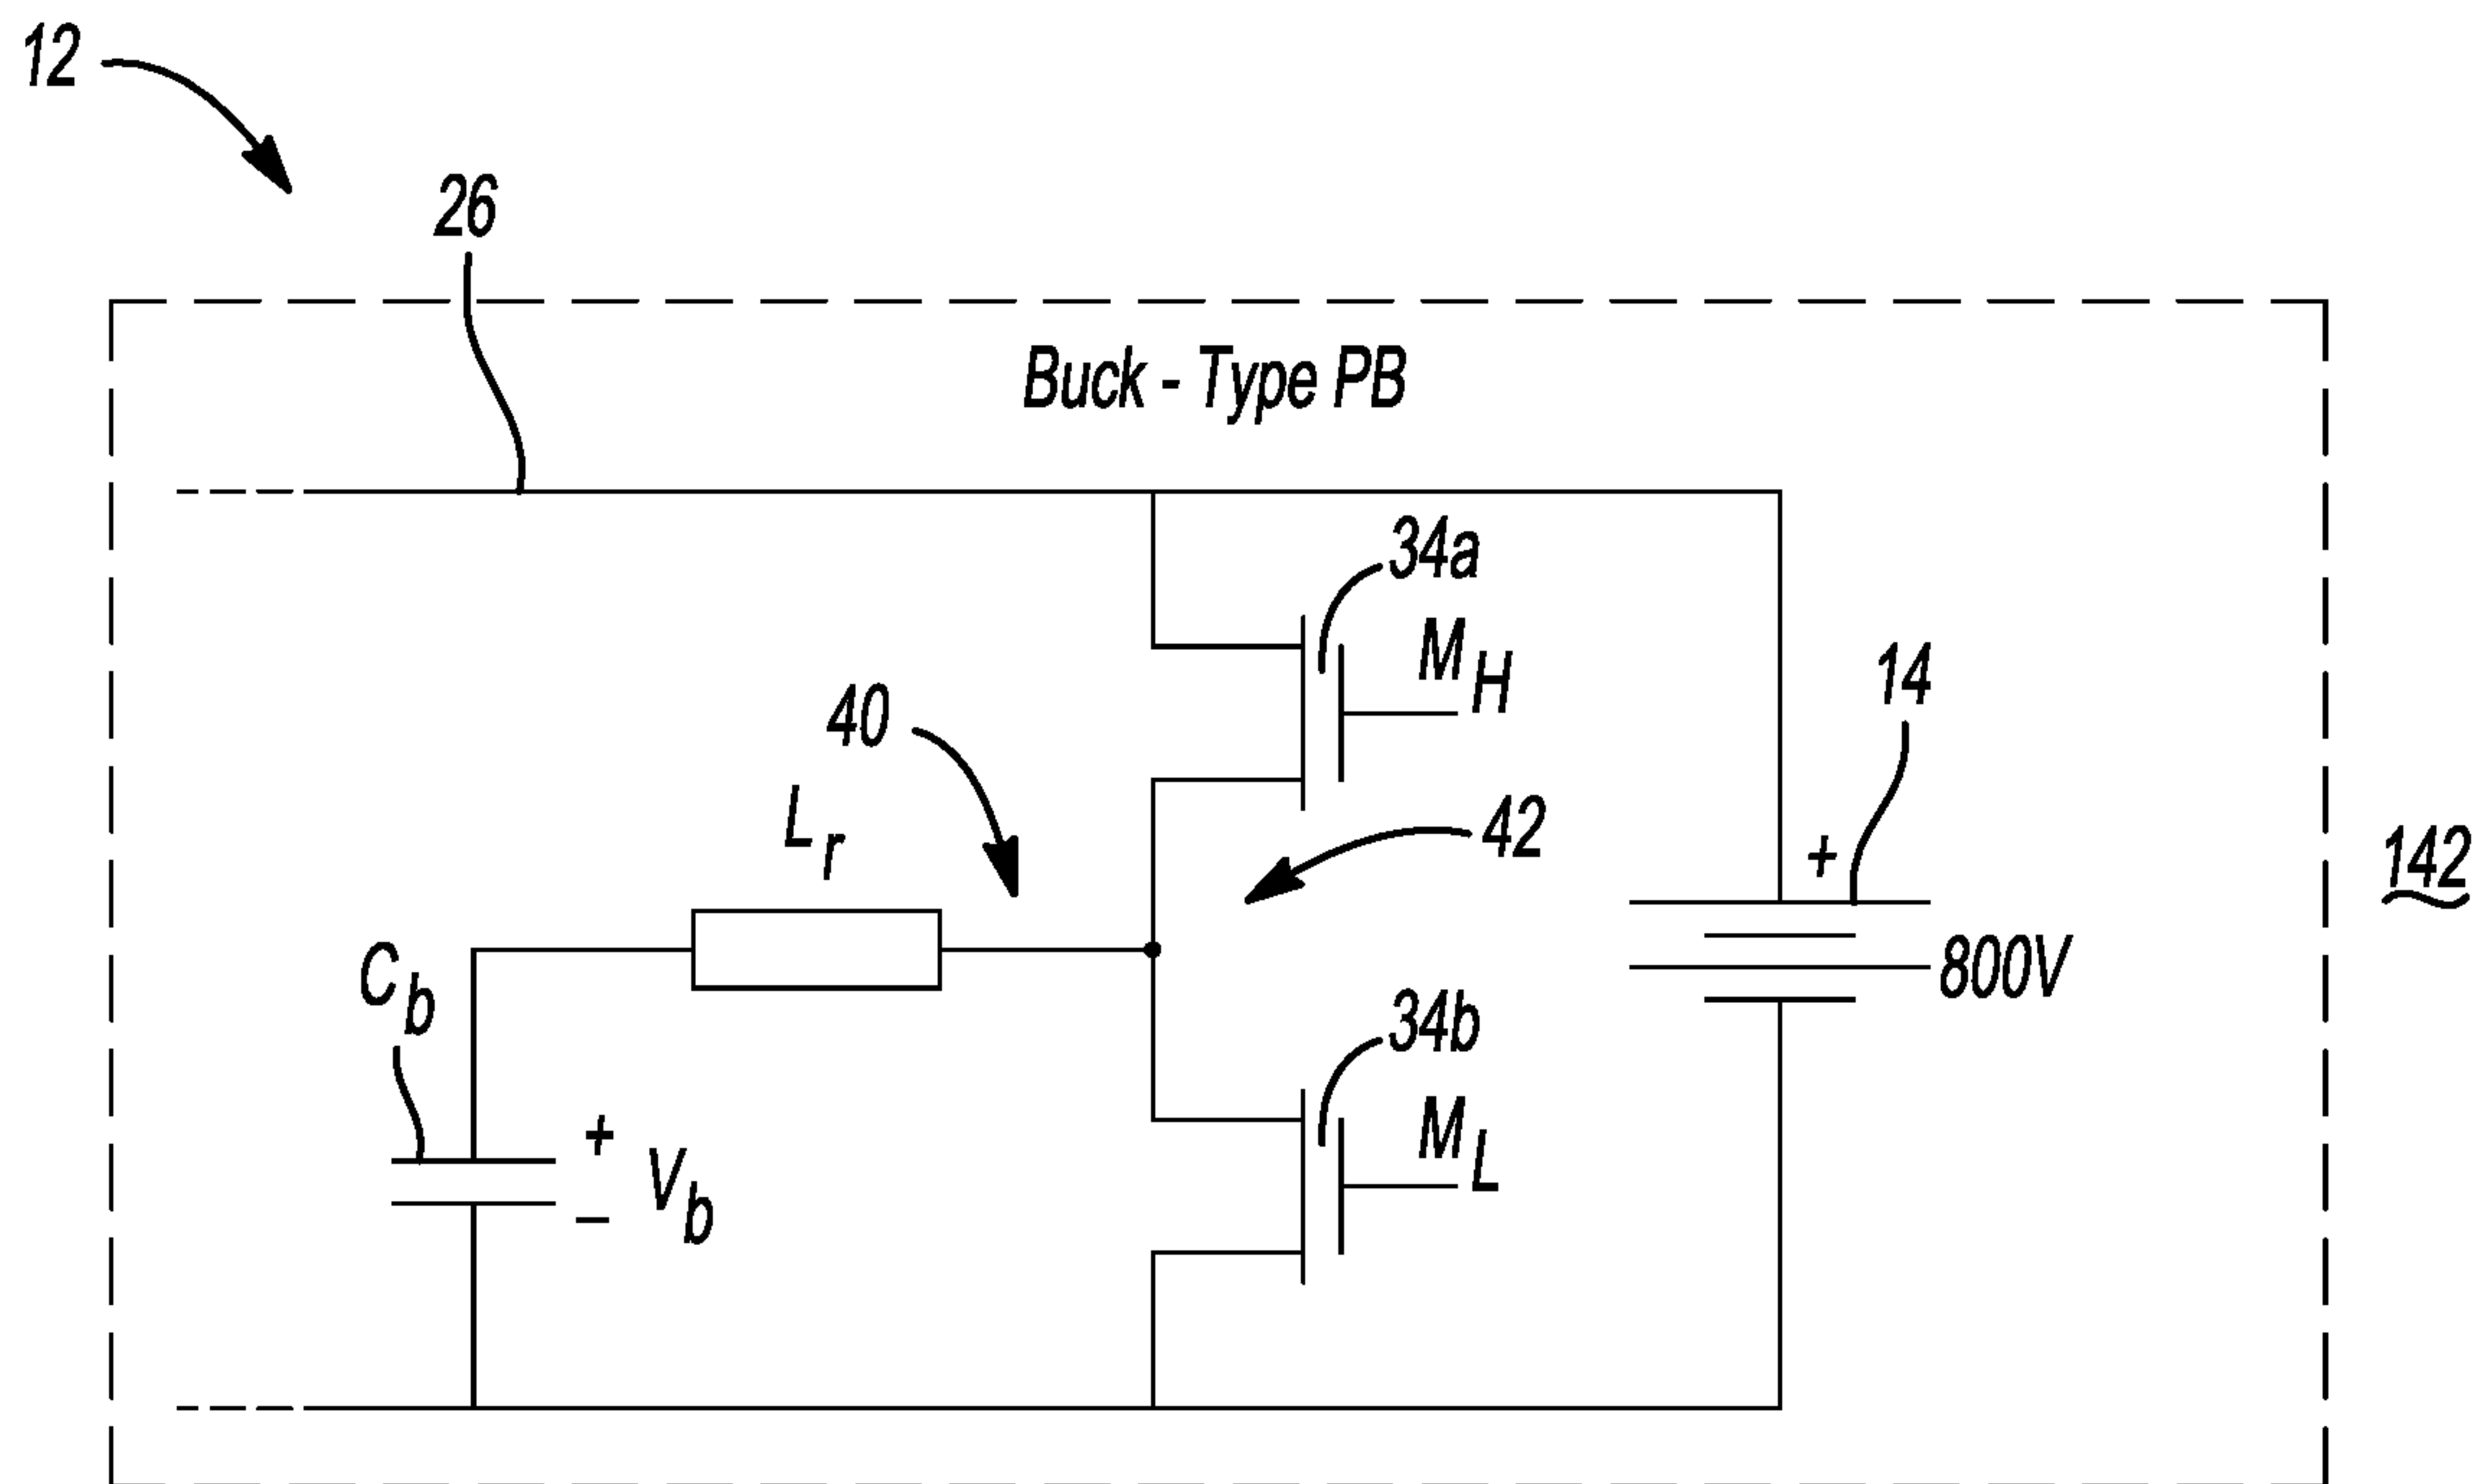 12
26
Buck - Type PB
34a
MH
14
40
Lr
42
+
142
Cb
800V
34b
+
Vb
ML
–